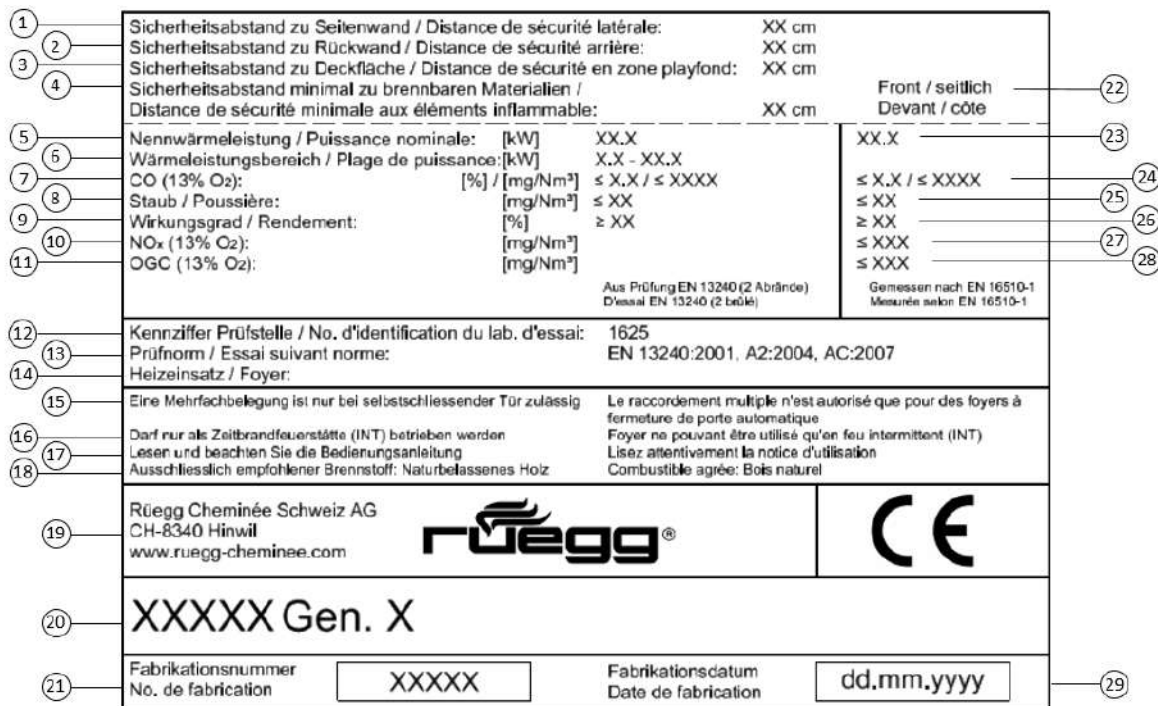 1 Sicherheitsabstand zu Seitenwand / Distance de sécurité latérale: XX cm
2 Sicherheitsabstand zu Rückwand / Distance de sécurité arrière: XX cm
3 Sicherheitsabstand zu Deckfläche / Distance de sécurité en zone playfond: XX cm
4 Sicherheitsabstand minimal zu brennbaren Materialien / Front / seitlich 22
Distance de sécurité minimale aux éléments inflammable: XX cm Devant / côte
5 Nennwärmeleistung / Puissance nominale: [kW] XX.X XX.X 23
6 Wärmeleistungsbereich / Plage de puissance: [kW] X.X - XX.X
7 CO (13% O2): [%] / [mg/Nm³] ≤ X.X / ≤ XXXX ≤ X.X / ≤ XXXX 24
8 Staub / Poussière: [mg/Nm³] ≤ XX ≤ XX 25
9 Wirkungsgrad / Rendement: [%] ≥ XX ≥ XX 26
10 NOx (13% O2): [mg/Nm³] ≤ XXX 27
11 OGC (13% O2): [mg/Nm³] ≤ XXX 28
Aus Prüfung EN 13240 (2 Abrände) Gemessen nach EN 16510-1
D'essai EN 13240 (2 brûlé) Mesurée selon EN 16510-1
12 Kennziffer Prüfstelle / No. d'identification du lab. d'essai: 1625
13 Prüfnorm / Essai suivant norme: EN 13240:2001, A2:2004, AC:2007
14 Heizeinsatz / Foyer:
15 Eine Mehrfachbelegung ist nur bei selbstschliessender Tür zulässig Le raccordement multiple n'est autorisé que pour des foyers à
fermeture de porte automatique
16 Darf nur als Zeitbrandfeuerstätte (INT) betrieben werden Foyer ne pouvant être utilisé qu'en feu intermittent (INT)
17 Lesen und beachten Sie die Bedienungsanleitung Lisez attentivement la notice d'utilisation
18 Ausschliesslich empfohlener Brennstoff: Naturbelassenes Holz Combustible agrée: Bois naturel
Rüegg Cheminée Schweiz AG
19 CH-8340 Hinwil rüegg® CE
www.ruegg-cheminee.com
20 XXXXX Gen. X
Fabrikationsnummer Fabrikationsdatum
21 No. de fabrication XXXXX Date de fabrication dd.mm.yyyy 29